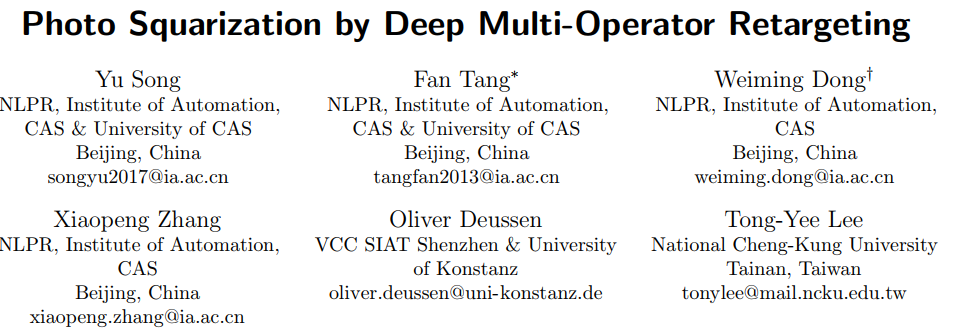 Photo Squarization by Deep Multi-Operator Retargeting
Yu Song
NLPR, Institute of Automation,
CAS & University of CAS
Beijing, China
songyu2017@ia.ac.cn
Fan Tang*
NLPR, Institute of Automation,
CAS & University of CAS
Beijing, China
tangfan2013@ia.ac.cn
Weiming Dong†
NLPR, Institute of Automation,
CAS
Beijing, China
weiming.dong@ia.ac.cn
Xiaopeng Zhang
NLPR, Institute of Automation,
CAS
Beijing, China
xiaopeng.zhang@ia.ac.cn
Oliver Deussen
VCC SIAT Shenzhen & University
of Konstanz
oliver.deussen@uni-konstanz.de
Tong-Yee Lee
National Cheng-Kung University
Tainan, Taiwan
tonylee@mail.ncku.edu.tw